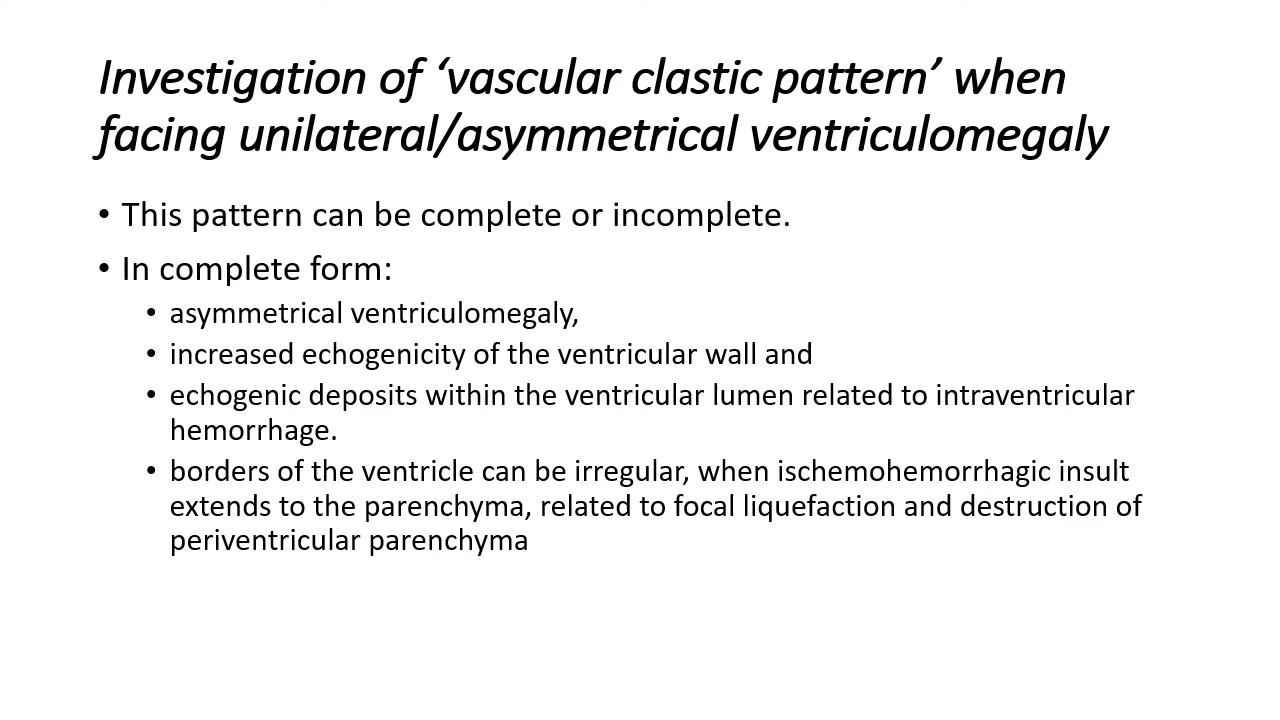 Investigation of ‘vascular clastic pattern’ when
facing unilateral/asymmetrical ventriculomegaly
• This pattern can be complete or incomplete.
• In complete form:
• asymmetrical ventriculomegaly,
• increased echogenicity of the ventricular wall and
• echogenic deposits within the ventricular lumen related to intraventricular
hemorrhage.
• borders of the ventricle can be irregular, when ischemohemorrhagic insult
extends to the parenchyma, related to focal liquefaction and destruction of
periventricular parenchyma